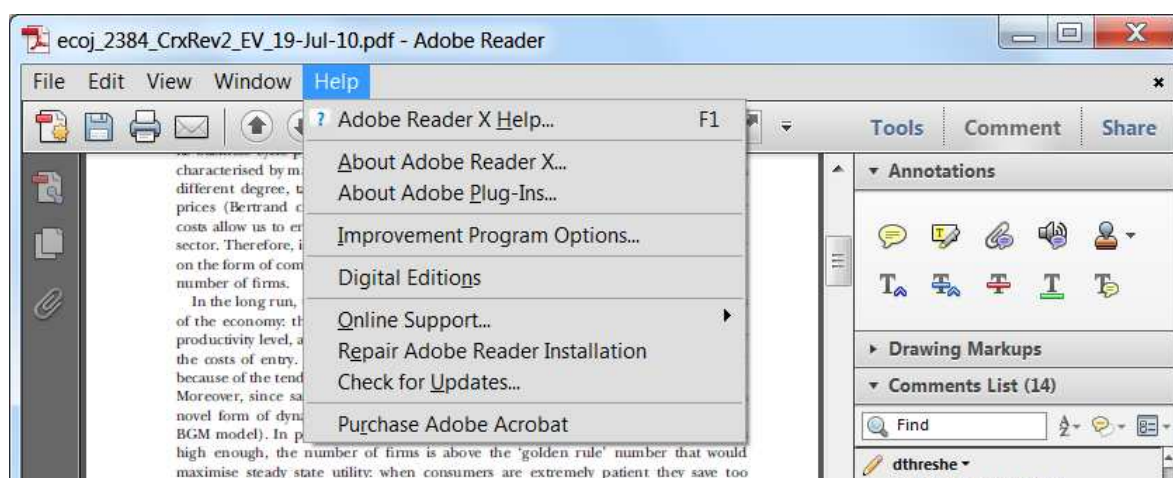 ecoj_2384_CrxRev2_EV_19-Jul-10.pdf - Adobe Reader
File Edit View Window Help
Adobe Reader X Help... F1
Tools Comment Share
About Adobe Reader X...
About Adobe Plug-Ins...
Improvement Program Options...
Digital Editions
Online Support...
Repair Adobe Reader Installation
Check for Updates...
Purchase Adobe Acrobat
characterised by m
different degree, t
prices (Bertrand c
costs allow us to er
sector. Therefore, i
on the form of com
number of firms.
In the long run,
of the economy: th
productivity level, a
the costs of entry.
because of the tend
Moreover, since sa
novel form of dyna
BGM model). In p
high enough, the number of firms is above the 'golden rule' number that would
maximise steady state utility: when consumers are extremely patient they save too
Annotations
Drawing Markups
Comments List (14)
Find
dthreshe